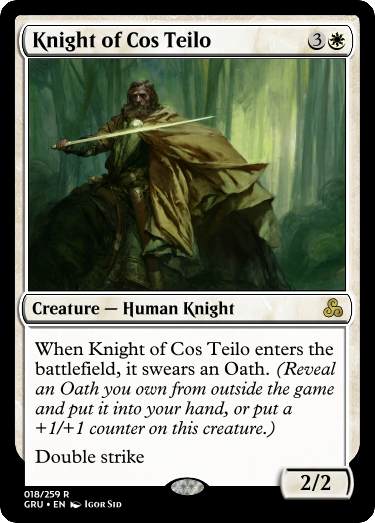 Knight of Cos Teilo 3
Creature — Human Knight
When Knight of Cos Teilo enters the
battlefield, it swears an Oath. (Reveal
an Oath you own from outside the game
and put it into your hand, or put a
+1/+1 counter on this creature.)
Double strike
2/2
018/259 R
GRU • EN Igor Sid